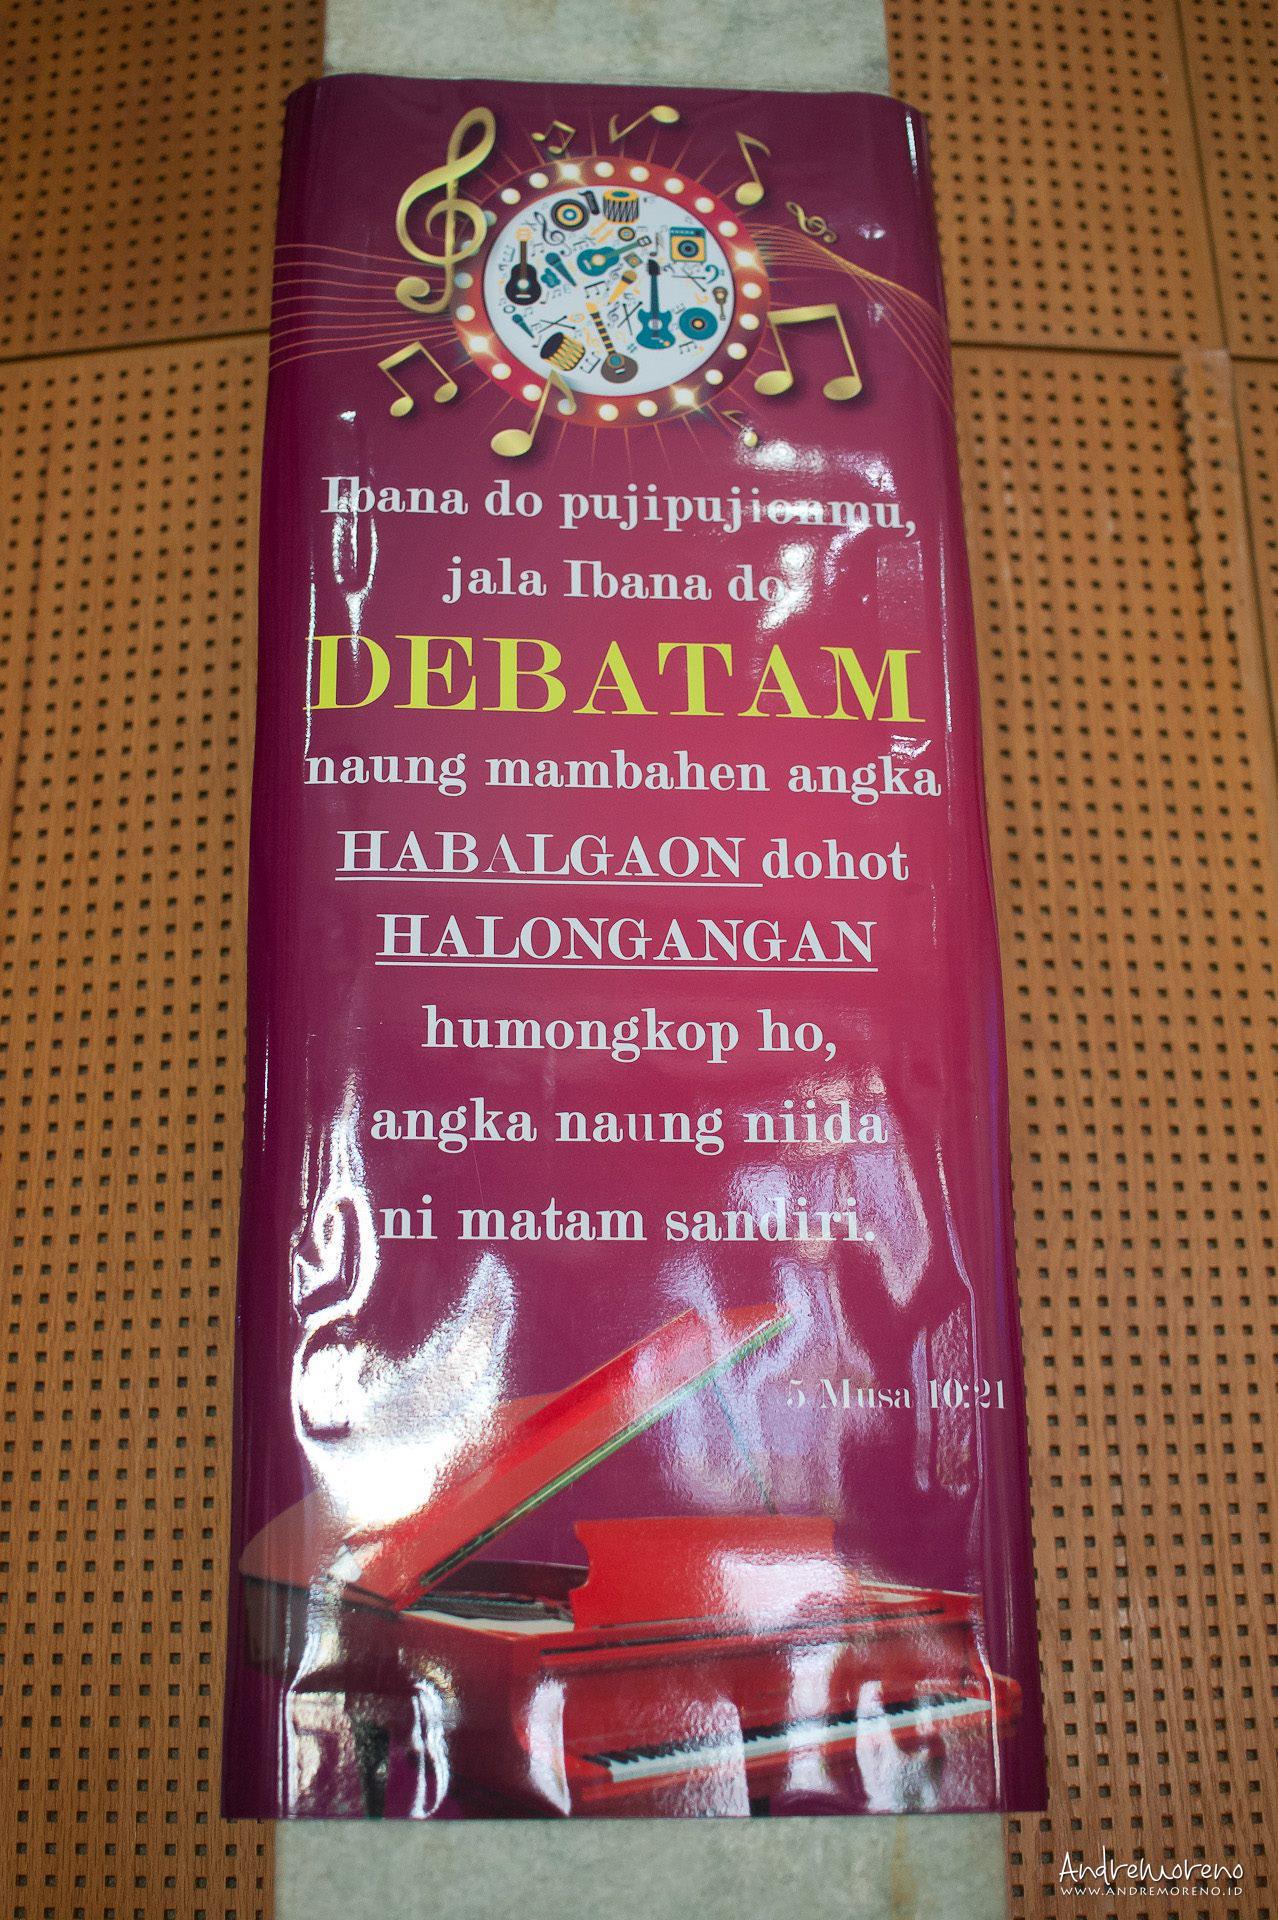 Ibana do pujipujionmu,
jala Ibana do
DEBATAM
naung mambahen angka
HABALGAON dohot
HALONGANGAN
humongkop ho,
angka naung niida
ni matam sandiri.
5 Musa 10:21
AndreMoreno
WWW.ANDREMORENO.ID